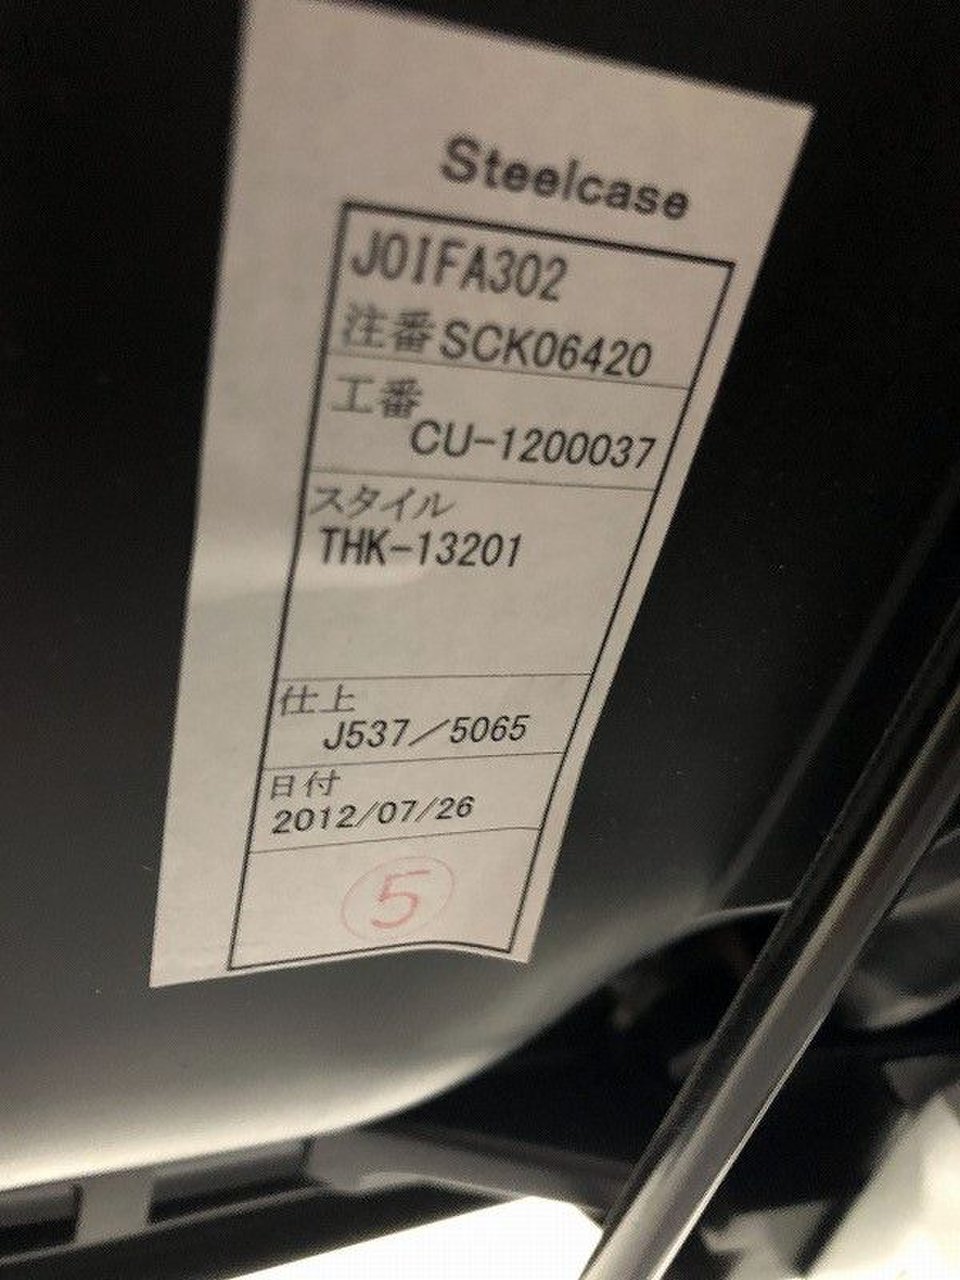 Steelcase
J0IFA302
注番SCK06420
工番
CU-1200037
スタイル
THK-13201
仕上
J537／5065
日付
2012/07/26
5